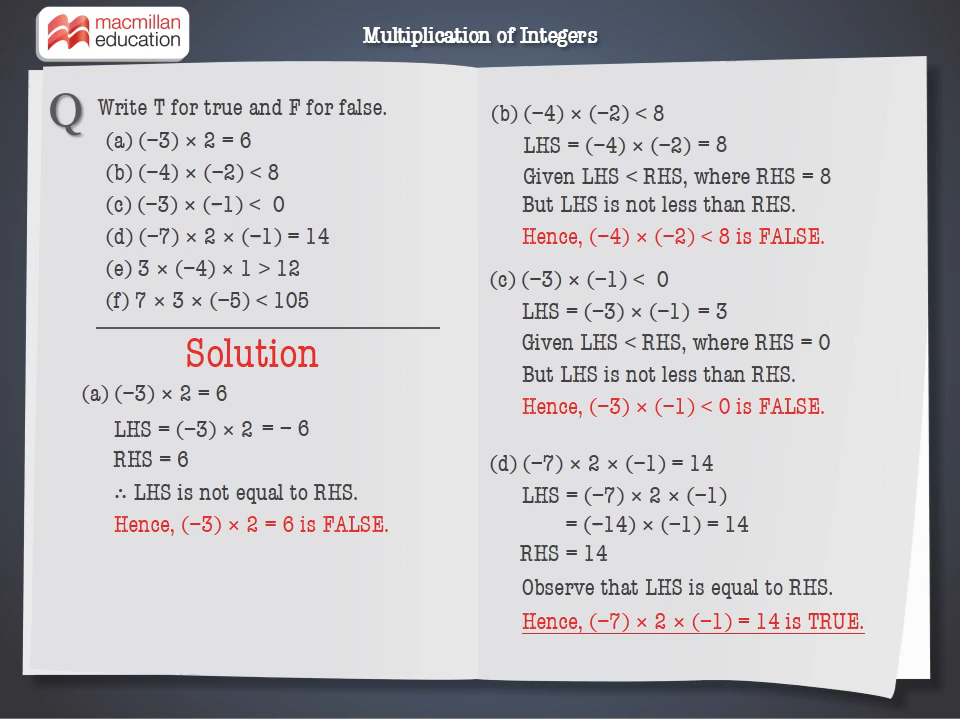 macmillan
education
Multiplication of Integers
Q Write T for true and F for false.
(a) (−3) × 2 = 6
(b) (−4) × (−2) < 8
(c) (−3) × (−1) < 0
(d) (−7) × 2 × (−1) = 14
(e) 3 × (−4) × 1 > 12
(f) 7 × 3 × (−5) < 105
Solution
(a) (−3) × 2 = 6
LHS = (−3) × 2 = − 6
RHS = 6
∴ LHS is not equal to RHS.
Hence, (−3) × 2 = 6 is FALSE.
(b) (−4) × (−2) < 8
LHS = (−4) × (−2) = 8
Given LHS < RHS, where RHS = 8
But LHS is not less than RHS.
Hence, (−4) × (−2) < 8 is FALSE.
(c) (−3) × (−1) < 0
LHS = (−3) × (−1) = 3
Given LHS < RHS, where RHS = 0
But LHS is not less than RHS.
Hence, (−3) × (−1) < 0 is FALSE.
(d) (−7) × 2 × (−1) = 14
LHS = (−7) × 2 × (−1)
= (−14) × (−1) = 14
RHS = 14
Observe that LHS is equal to RHS.
Hence, (−7) × 2 × (−1) = 14 is TRUE.